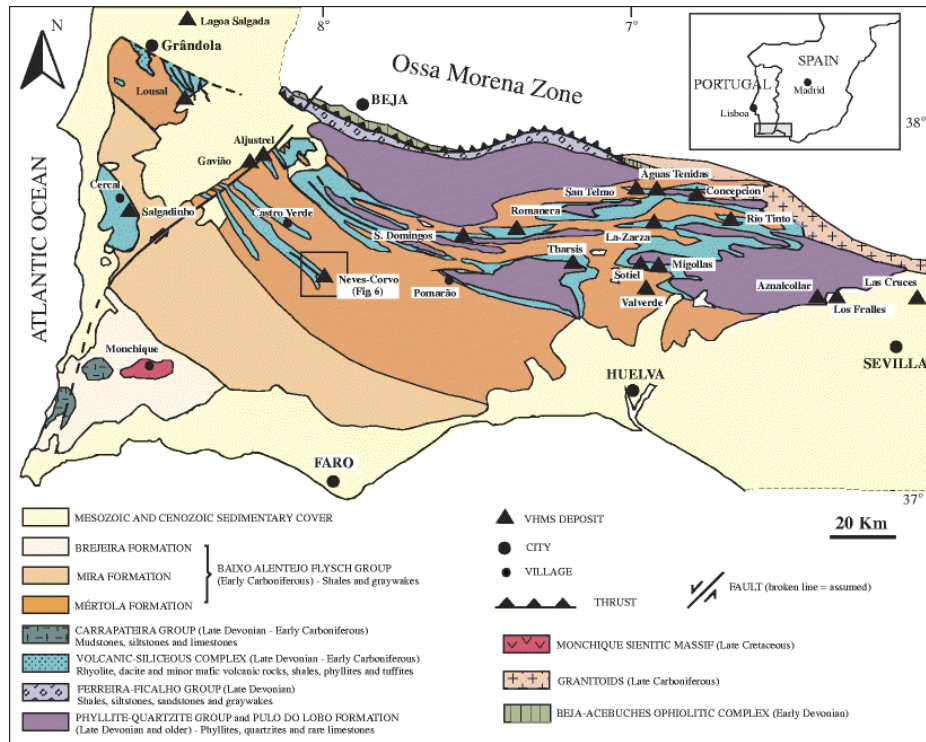 N
8°
7°
Lagoa Salgada
Grândola
Lousal
Ossa Morena Zone
BEJA
PORTUGAL
SPAIN
Madrid
Lisboa
38°
ATLANTIC OCEAN
Aljustrel
Gavião
Cercal
Salgadinho
Castro Verde
Neves-Corvo
(Fig. 6)
S. Domingos
Romanera
San Telmo
Aguas Tenidas
Concepcion
Rio Tinto
La-Zarza
Tharsis
Sotiel
Migollas
Valverde
Pomarão
Aznalcollar
Los Fralles
Las Cruces
SEVILLA
Monchique
HUELVA
FARO
37°
20 Km
MESOZOIC AND CENOZOIC SEDIMENTARY COVER
BREJEIRA FORMATION
MIRA FORMATION
MÉRTOLA FORMATION
BAIXO ALENTEJO FLYSCH GROUP
(Early Carboniferous) - Shales and graywakes
CARRAPATEIRA GROUP (Late Devonian - Early Carboniferous)
Mudstones, siltstones and limestones
VOLCANIC-SILICEOUS COMPLEX (Late Devonian - Early Carboniferous)
Rhyolite, dacite and minor mafic volcanic rocks, shales, phyllites and tuffites
FERREIRA-FICALHO GROUP (Late Devonian)
Shales, siltstones, sandstones and graywakes
PHYLLITE-QUARTZITE GROUP and PULO DO LOBO FORMATION
(Late Devonian and older) - Phyllites, quartzites and rare limestones
VHMS DEPOSIT
CITY
VILLAGE
THRUST
FAULT (broken line = assumed)
MONCHIQUE SIENTIC MASSIF (Late Cretaceous)
GRANITOIDS (Late Carboniferous)
BEJA-ACEBUCHES OPHIOLITIC COMPLEX (Early Devonian)